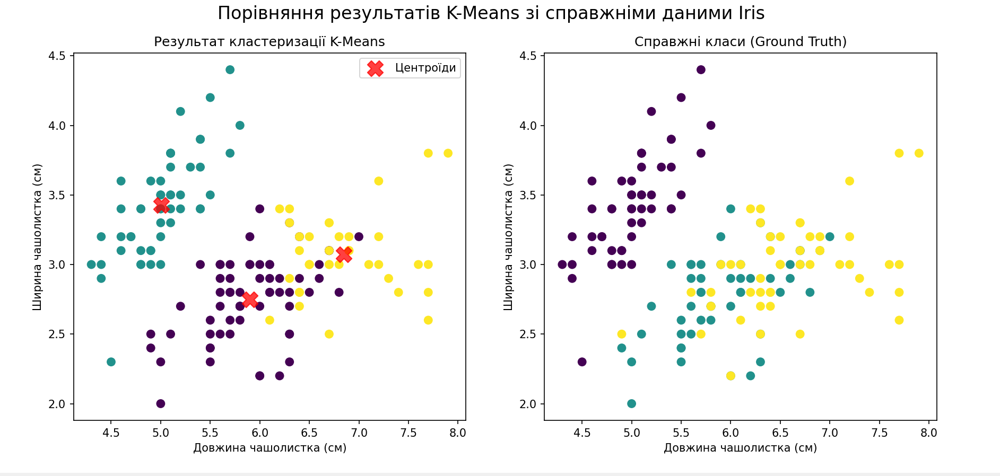 Порівняння результатів K-Means зі справжніми даними Iris
Результат кластеризації K-Means
Центроїди
4.5
4.0
3.5
3.0
2.5
2.0
Ширина чашолистка (см)
4.5 5.0 5.5 6.0 6.5 7.0 7.5 8.0
Довжина чашолистка (см)
Справжні класи (Ground Truth)
4.5
4.0
3.5
3.0
2.5
2.0
Ширина чашолистка (см)
4.5 5.0 5.5 6.0 6.5 7.0 7.5 8.0
Довжина чашолистка (см)